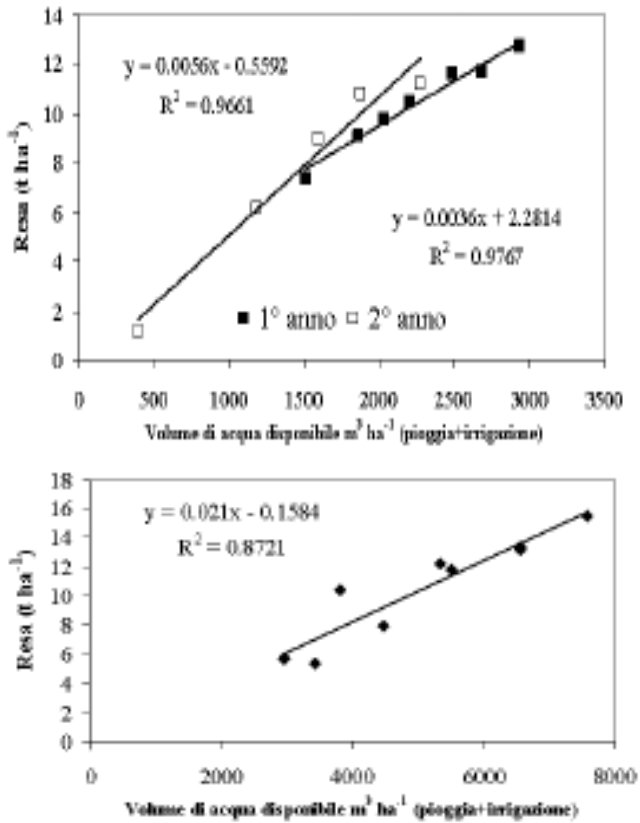 14
12
10
8
6
4
2
0
Resa (t ha⁻¹)
y = 0.0056x - 0.5592
R² = 0.9661
y = 0.0036x + 2.2814
R² = 0.9767
■ 1° anno □ 2° anno
0 500 1000 1500 2000 2500 3000 3500
Volume di acqua disponibile m³ ha⁻¹ (pioggia+irrigazione)
18
16
14
12
10
8
6
4
2
0
Resa (t ha⁻¹)
y = 0.021x - 0.1584
R² = 0.8721
0 2000 4000 6000 8000
Volume di acqua disponibile m³ ha⁻¹ (pioggia+irrigazione)